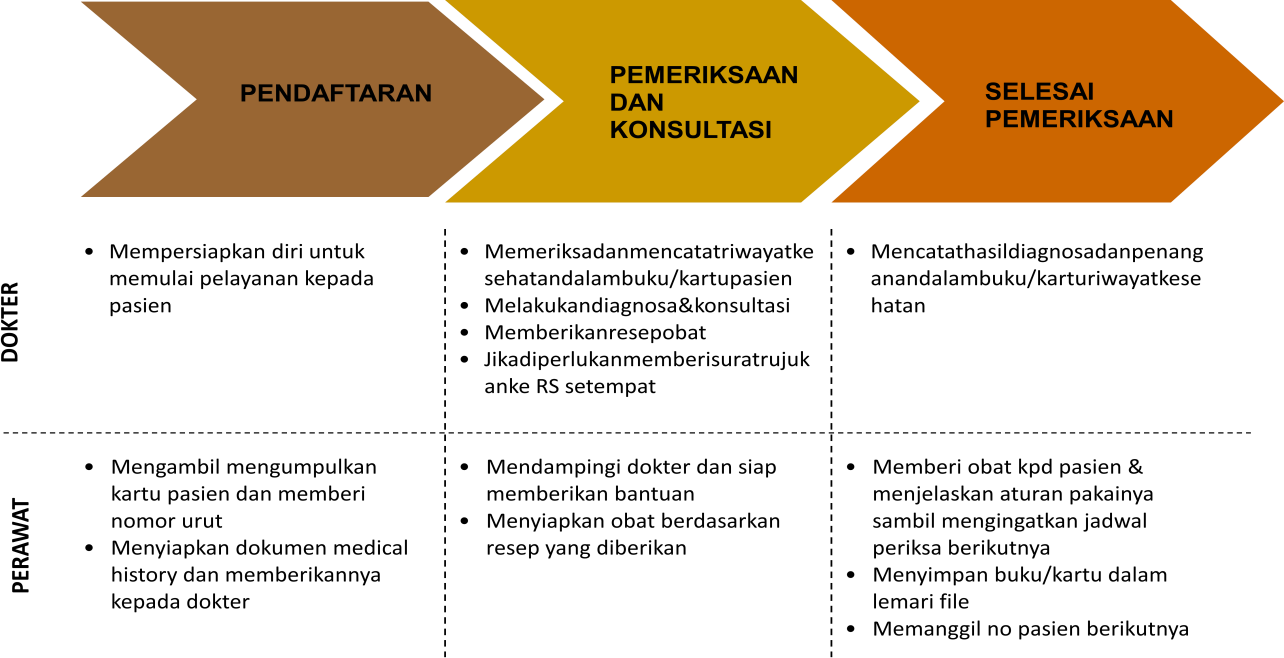 PENDAFTARAN
PEMERIKSAAN
DAN
KONSULTASI
SELESAI
PEMERIKSAAN
DOKTER
• Mempersiapkan diri untuk
memulai pelayanan kepada
pasien
• Memeriksadanmencatatriwayatke
sehatandalambuku/kartupasien
• Melakukandiagnosa&konsultasi
• Memberikanresepobat
• Jikadiperlukanmemberisuratrujuk
anke RS setempat
• Mencatathasildiagnosadanpenang
anandalambuku/karturiwayatkese
hatan
PERAWAT
• Mengambil mengumpulkan
kartu pasien dan memberi
nomor urut
• Menyiapkan dokumen medical
history dan memberikannya
kepada dokter
• Mendampingi dokter dan siap
memberikan bantuan
• Menyiapkan obat berdasarkan
resep yang diberikan
• Memberi obat kpd pasien &
menjelaskan aturan pakainya
sambil mengingatkan jadwal
periksa berikutnya
• Menyimpan buku/kartu dalam
lemari file
• Memanggil no pasien berikutnya